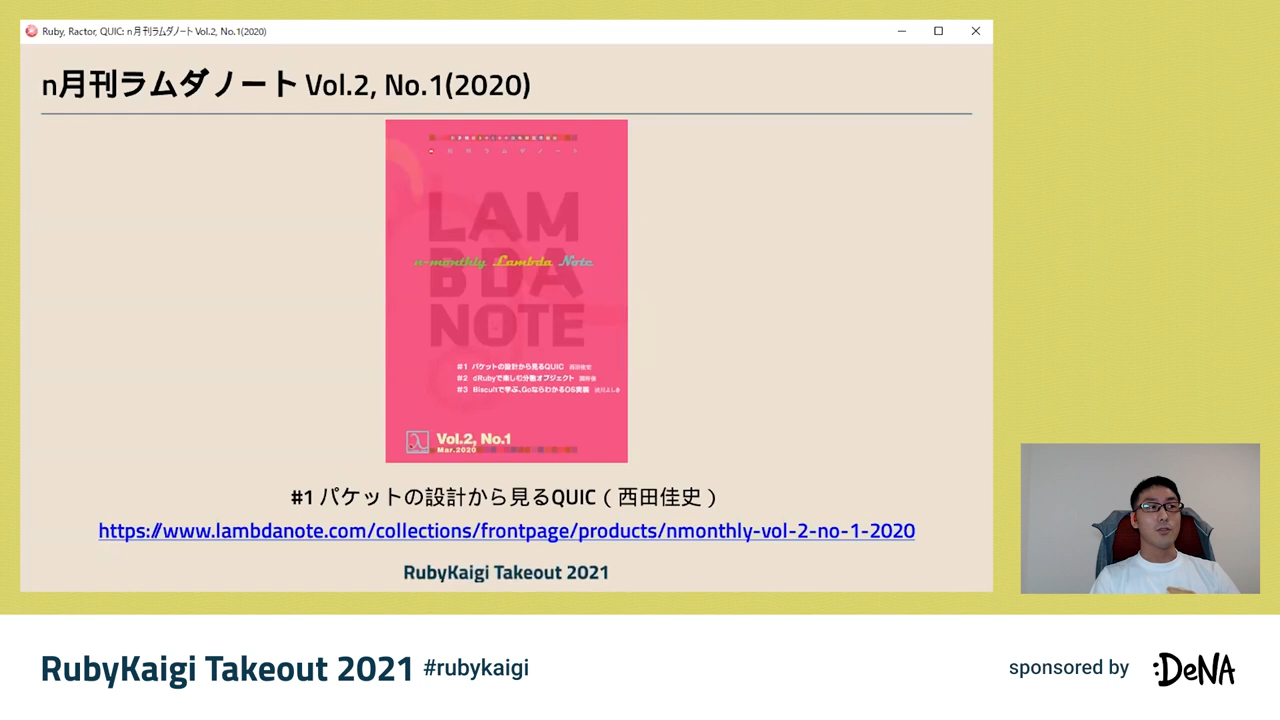 Ruby, Ractor, QUIC: n月刊ラムダノート Vol.2, No.1(2020)
n月刊ラムダノート Vol.2, No.1(2020)
LAM
BDA
NOTE
n-monthly Lambda Note
#1 パケットの設計から見るQUIC 西田佳史
#2 dRubyで楽しむ分散オブジェクト
#3 Biscuitで学ぶ、GoならわかるOS実装
Vol.2, No.1
Mar.2020
#1 パケットの設計から見るQUIC ( 西田佳史 )
https://www.lambdanote.com/collections/frontpage/products/nmonthly-vol-2-no-1-2020
RubyKaigi Takeout 2021
RubyKaigi Takeout 2021 #rubykaigi
sponsored by :DeNA